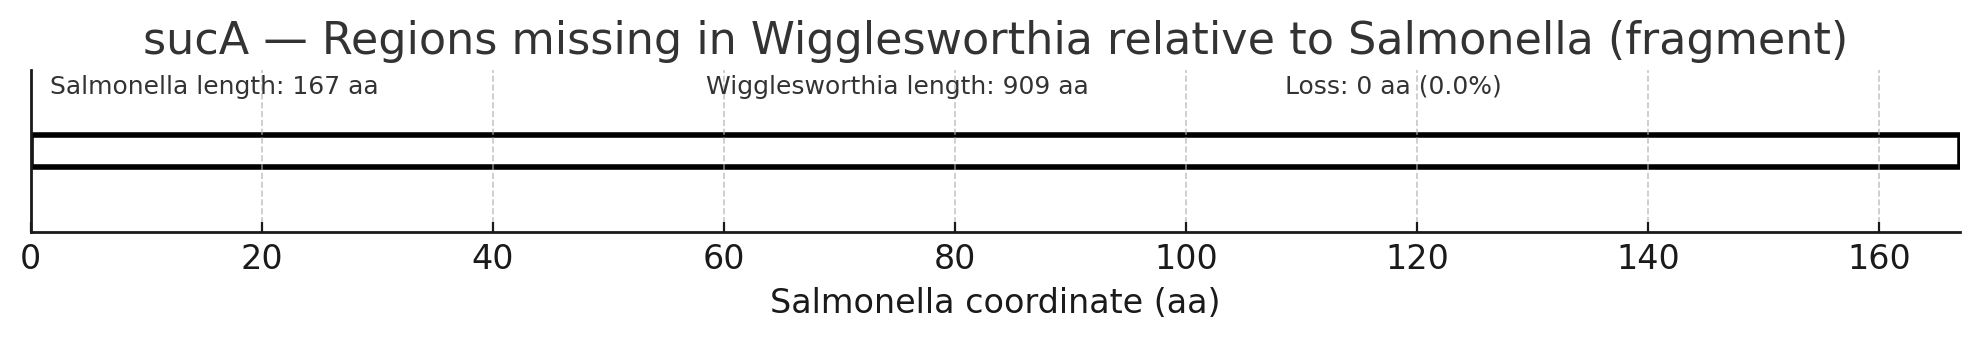 sucA — Regions missing in Wigglesworthia relative to Salmonella (fragment)
Salmonella length: 167 aa Wigglesworthia length: 909 aa Loss: 0 aa (0.0%)
0 20 40 60 80 100 120 140 160
Salmonella coordinate (aa)